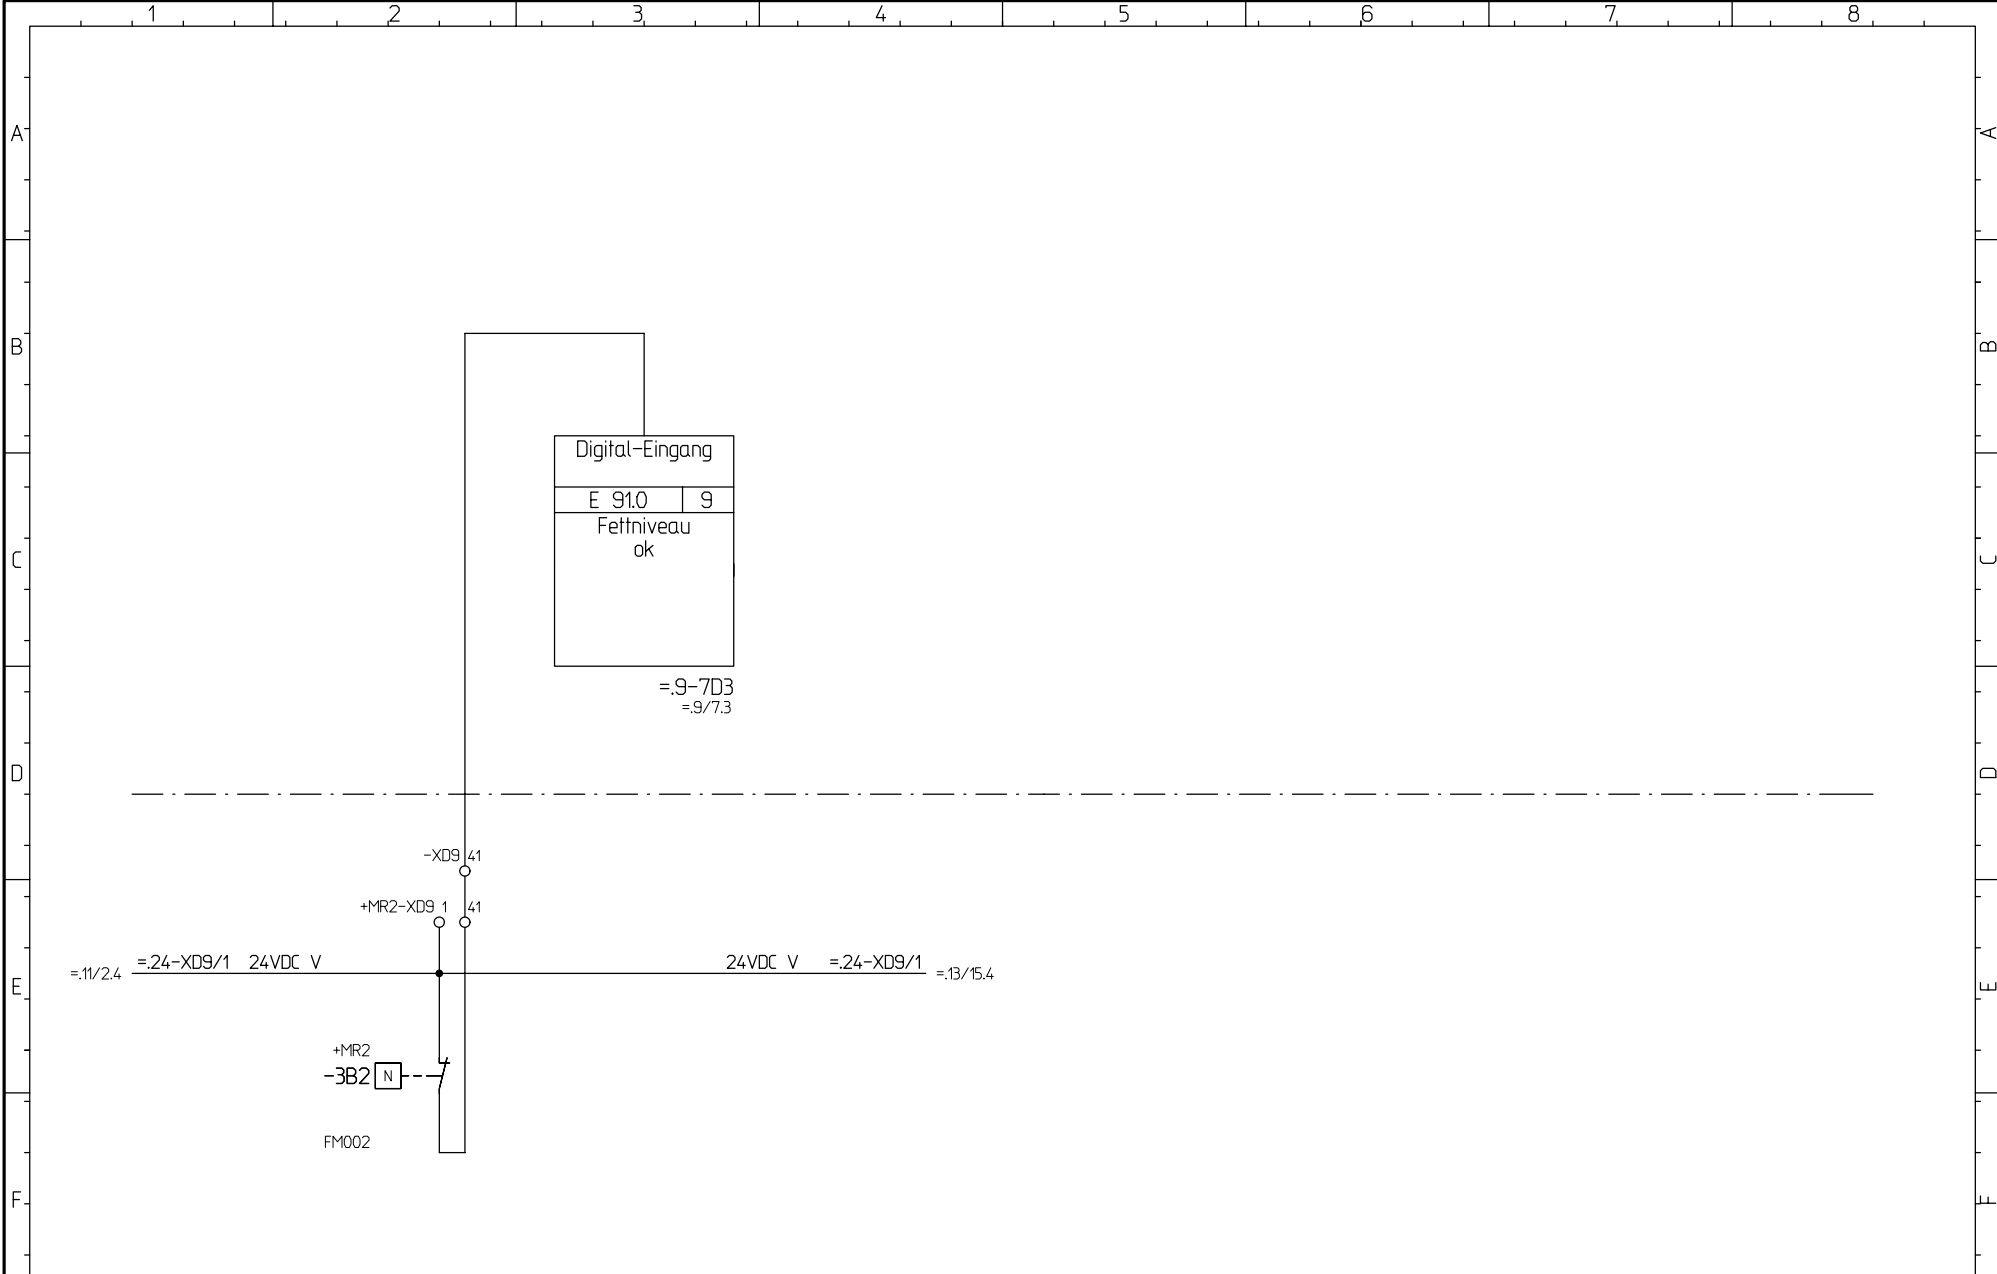 1 2 3 4 5 6 7 8
A A
B B
Digital-Eingang
E 91.0 9
Fettniveau
ok
C C
=.9-7D3
=.9/7.3
D D
-XD9 41
+MR2-XD9 1 41
=.24-XD9/1 24VDC V 24VDC V =.24-XD9/1
=.11/2.4 =.13/15.4
E E
+MR2
-3B2 N
FM002
F F